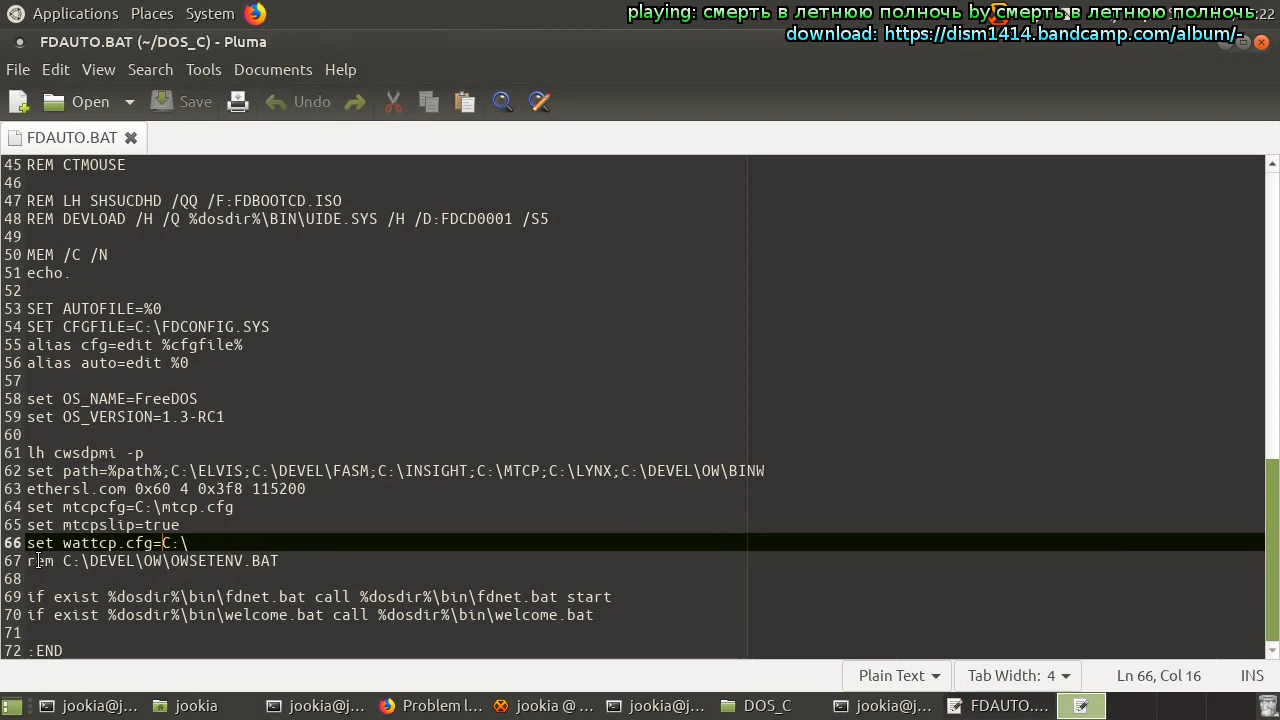 Applications Places System :22
playing: смерть в летнюю полночь by смерть в летнюю полночь
download: https://dism1414.bandcamp.com/album/-
FDAUTO.BAT (~/DOS_C) - Pluma
File Edit View Search Tools Documents Help
Open Save Undo
FDAUTO.BAT
45 REM CTMOUSE
46
47 REM LH SHSUCDHD /QQ /F:FDBOOTCD.ISO
48 REM DEVLOAD /H /Q %dosdir%\BIN\UIDE.SYS /H /D:FDCD0001 /S5
49
50 MEM /C /N
51 echo.
52
53 SET AUTOFILE=%0
54 SET CFGFILE=C:\FDCONFIG.SYS
55 alias cfg=edit %cfgfile%
56 alias auto=edit %0
57
58 set OS_NAME=FreeDOS
59 set OS_VERSION=1.3-RC1
60
61 lh cwsdpmi -p
62 set path=%path%;C:\ELVIS;C:\DEVEL\FASM;C:\INSIGHT;C:\MTCP;C:\LYNX;C:\DEVEL\OW\BINW
63 ethersl.com 0x60 4 0x3f8 115200
64 set mtcpcfg=C:\mtcp.cfg
65 set mtcpslip=true
66 set wattcp.cfg=C:\
67 rem C:\DEVEL\OW\OWSETENV.BAT
68
69 if exist %dosdir%\bin\fdnet.bat call %dosdir%\bin\fdnet.bat start
70 if exist %dosdir%\bin\welcome.bat call %dosdir%\bin\welcome.bat
71
72 :END
Plain Text Tab Width: 4 Ln 66, Col 16 INS
jookia@j... jookia jookia@j... Problem l... jookia @ ... jookia@j... DOS_C jookia@j... FDAUTO....